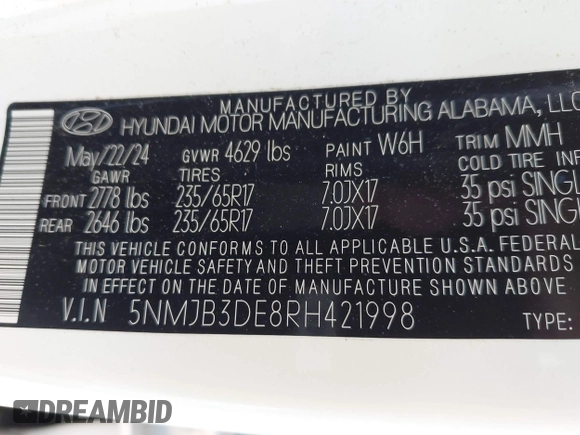 MANUFACTURED BY
HYUNDAI MOTOR MANUFACTURING ALABAMA, LLC
May/22/24 GVWR 4629 lbs PAINT W6H TRIM MMH
GAWR TIRES RIMS COLD TIRE INF
FRONT 2778 lbs 235/65R17 7.0JX17 35 psi SINGL
REAR 2646 lbs 235/65R17 7.0JX17 35 psi SINGL
THIS VEHICLE CONFORMS TO ALL APPLICABLE U.S.A. FEDERAL
MOTOR VEHICLE SAFETY AND THEFT PREVENTION STANDARDS
IN EFFECT ON THE DATE OF MANUFACTURE SHOWN ABOVE.
V.I.N 5NMJB3DE8RH421998 TYPE:
DREAMBID